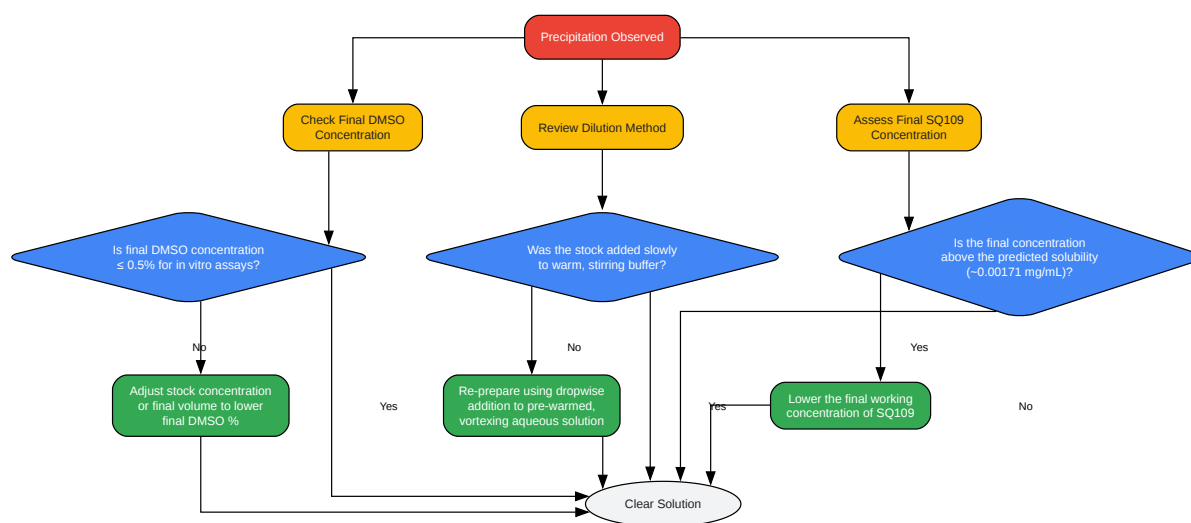 Precipitation Observed
Check Final DMSO
Concentration
Review Dilution Method
Assess Final SQ109
Concentration
Is final DMSO concentration
≤ 0.5% for in vitro assays?
Was the stock added slowly
to warm, stirring buffer?
Is the final concentration
above the predicted solubility
(~0.00171 mg/mL)?
No
No
Yes
Adjust stock concentration
or final volume to lower
final DMSO %
Yes
Re-prepare using dropwise
addition to pre-warmed,
vortexing aqueous solution
Yes
Lower the final working
concentration of SQ109
No
Clear Solution